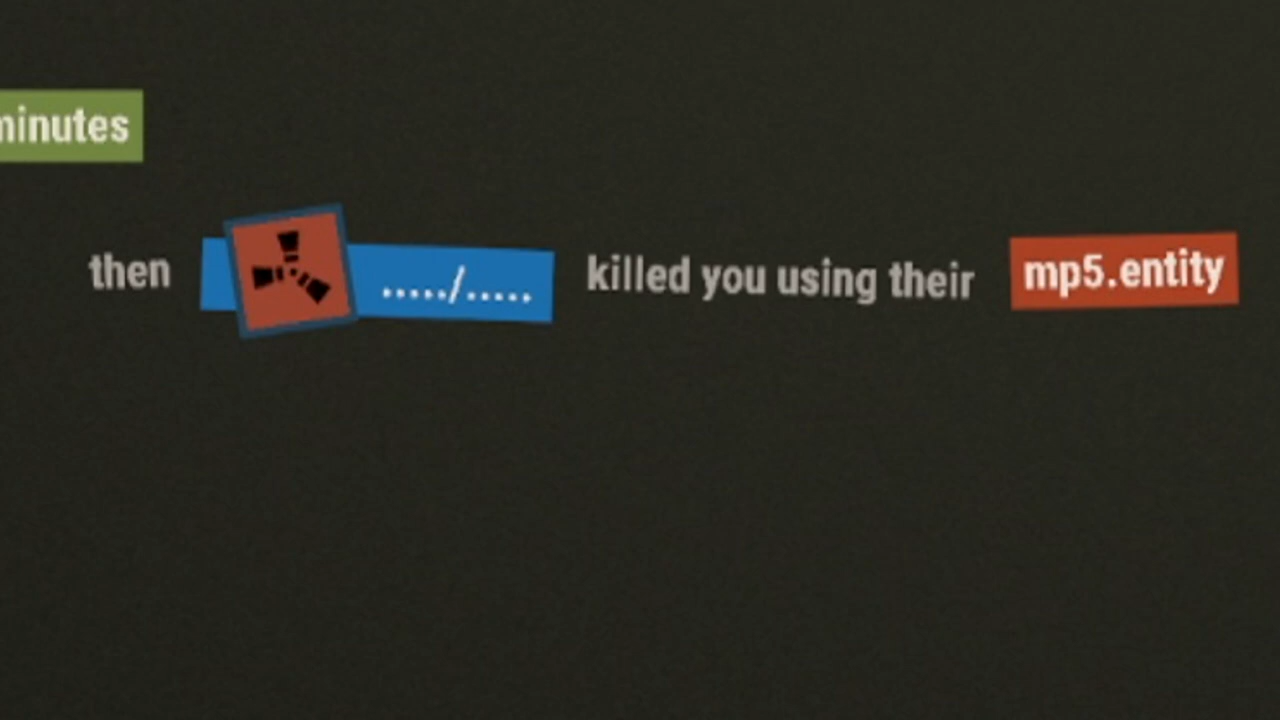 minutes
then ...../..... killed you using their mp5.entity